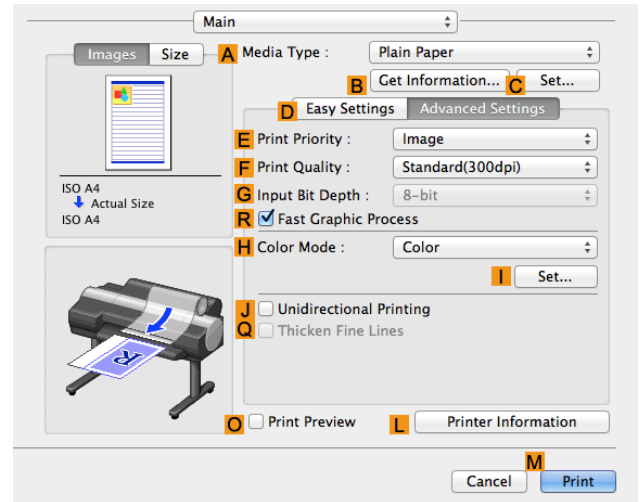 Main
Images Size A Media Type : Plain Paper
B Get Information... C Set...
D Easy Settings Advanced Settings
E Print Priority : Image
F Print Quality : Standard(300dpi)
G Input Bit Depth : 8-bit
R Fast Graphic Process
H Color Mode : Color
I Set...
J Unidirectional Printing
Q Thicken Fine Lines
ISO A4
Actual Size
ISO A4
R
O Print Preview L Printer Information
M
Cancel Print